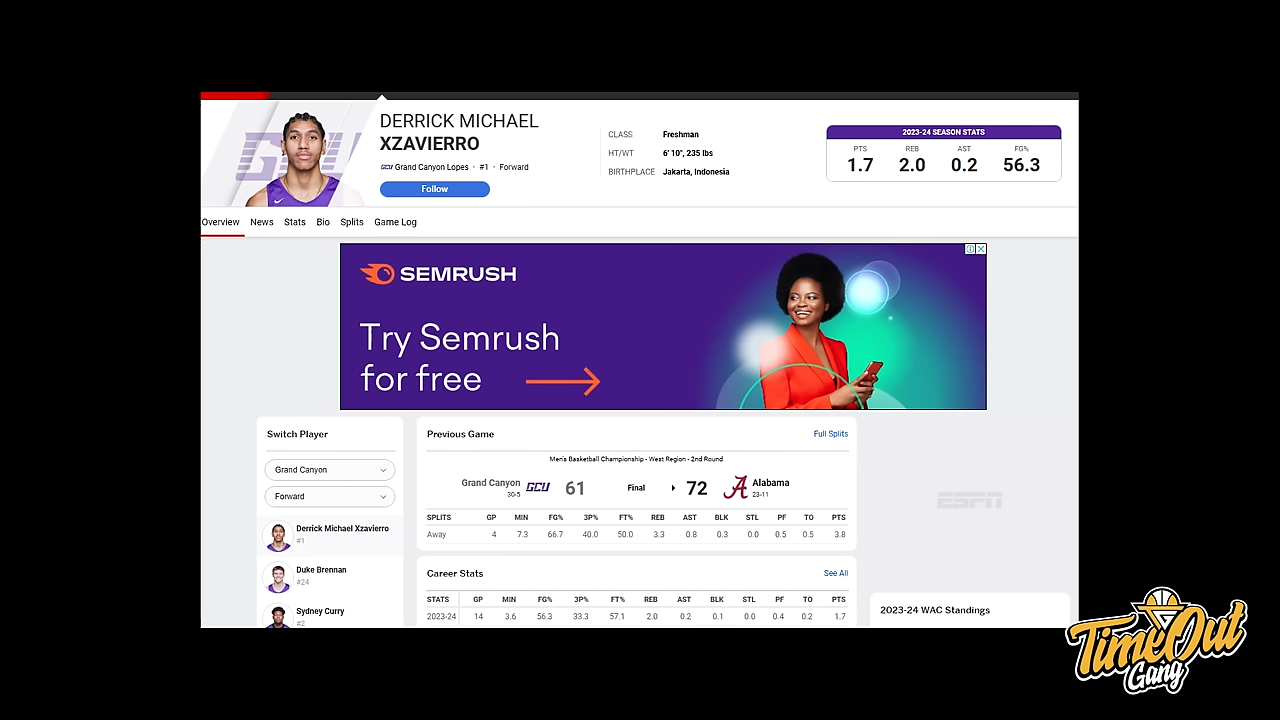 DERRICK MICHAEL
XZAVIERRO
GCU Grand Canyon Lopes · #1 · Forward
Follow
CLASS Freshman
HT/WT 6' 10", 235 lbs
BIRTHPLACE Jakarta, Indonesia
2023-24 SEASON STATS
PTS REB AST FG%
1.7 2.0 0.2 56.3
Overview News Stats Bio Splits Game Log
SEMRUSH
Try Semrush
for free
Switch Player
Grand Canyon
Forward
Derrick Michael Xzavierro
#1
Duke Brennan
#24
Sydney Curry
#2
Previous Game Full Splits
Men's Basketball Championship - West Region - 2nd Round
Grand Canyon GCU 61 Final 72 Alabama
30-5 23-11
SPLITS GP MIN FG% 3P% FT% REB AST BLK STL PF TO PTS
Away 4 7.3 66.7 40.0 50.0 3.3 0.8 0.3 0.0 0.5 0.5 3.8
Career Stats See All
STATS GP MIN FG% 3P% FT% REB AST BLK STL PF TO PTS
2023-24 14 3.6 56.3 33.3 57.1 2.0 0.2 0.1 0.0 0.4 0.2 1.7
ESPN
2023-24 WAC Standings
TimeOut
Gang